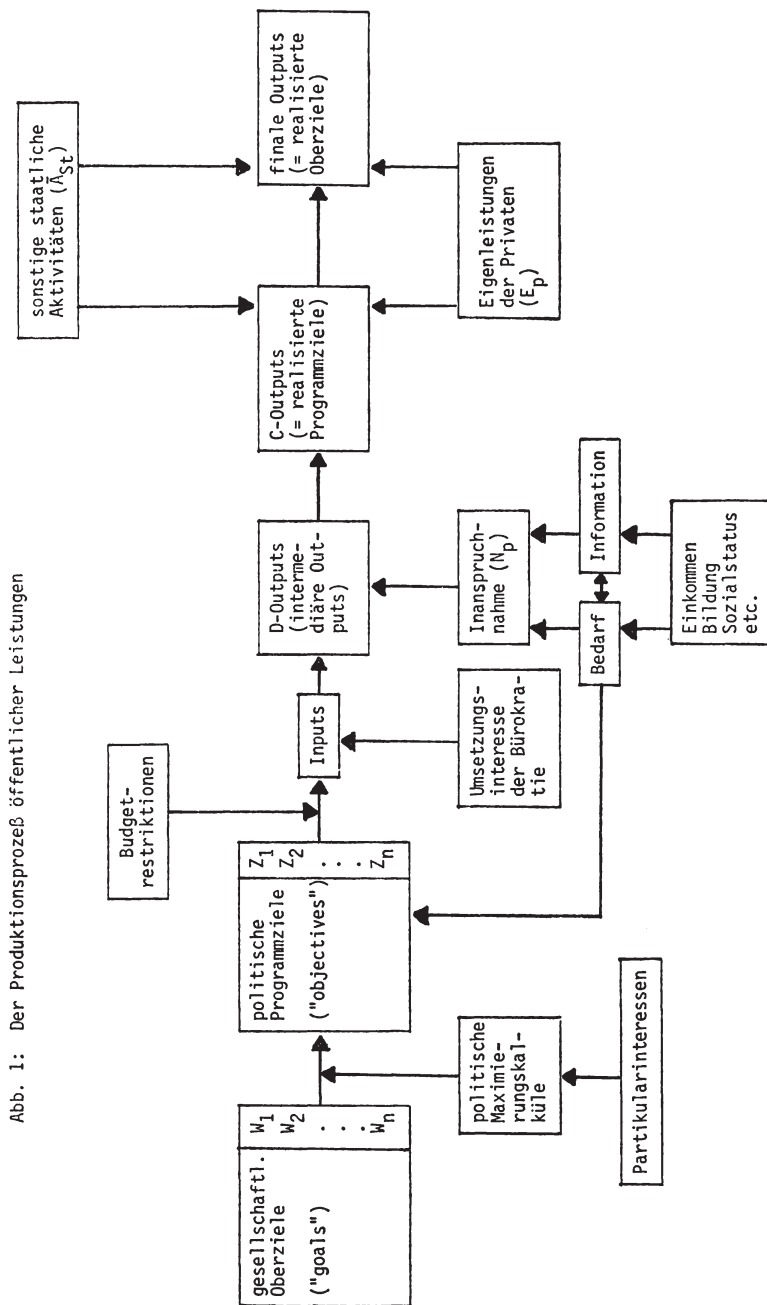 Abb. 1: Der Produktionsprozeß öffentlicher Leistungen
gesellschaftl.
Oberziele
("goals")
W1
W2
. . .
Wn
politische
Maximie-
rungskal-
küle
Partikularinteressen
politische
Programmziele
("objectives")
Z1
Z2
. . .
Zn
Budget-
restriktionen
Inputs
Umsetzungs-
interesse
der Bürokra-
tie
D-Outputs
(interme-
diäre Out-
puts)
Inanspruch-
nahme (Np)
Bedarf
Information
Einkommen
Bildung
Sozialstatus
etc.
C-Outputs
(= realisierte
Programmziele)
sonstige staatliche
Aktivitäten (ĀSt)
finale Outputs
(= realisierte
Oberziele)
Eigenleistungen
der Privaten
(Ep)